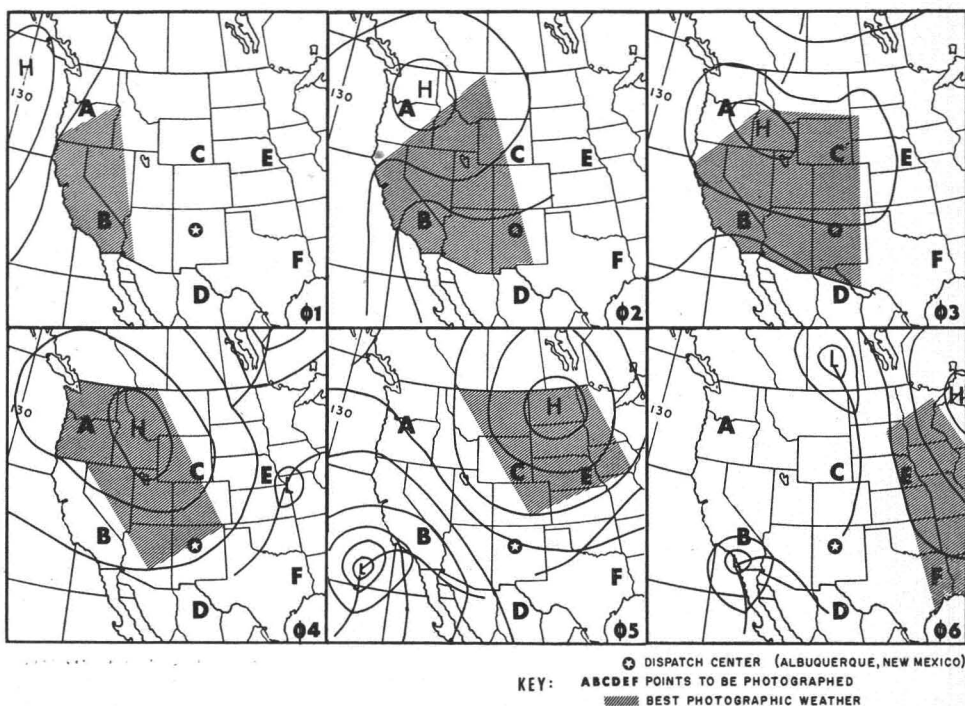 H
130
A
C
E
B
F
D
φ1
H
130
A
C
E
B
F
D
φ2
130
A
H
C
E
B
F
D
φ3
130
A
H
C
E
L
B
F
D
φ4
130
A
H
C
E
B
L
F
D
φ5
L
130
H
A
C
E
B
L
F
D
φ6
DISPATCH CENTER (ALBUQUERQUE, NEW MEXICO)
KEY: ABCDEF POINTS TO BE PHOTOGRAPHED
BEST PHOTOGRAPHIC WEATHER